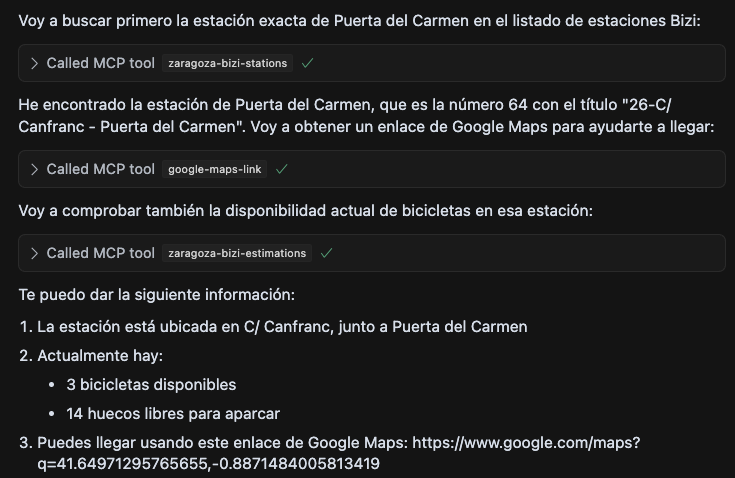 Voy a buscar primero la estación exacta de Puerta del Carmen en el listado de estaciones Bizi:
Called MCP tool zaragoza-bizi-stations
He encontrado la estación de Puerta del Carmen, que es la número 64 con el título "26-C/
Canfranc - Puerta del Carmen". Voy a obtener un enlace de Google Maps para ayudarte a llegar:
Called MCP tool google-maps-link
Voy a comprobar también la disponibilidad actual de bicicletas en esa estación:
Called MCP tool zaragoza-bizi-estimations
Te puedo dar la siguiente información:
1. La estación está ubicada en C/ Canfranc, junto a Puerta del Carmen
2. Actualmente hay:
• 3 bicicletas disponibles
• 14 huecos libres para aparcar
3. Puedes llegar usando este enlace de Google Maps: https://www.google.com/maps?
q=41.64971295765655,-0.8871484005813419